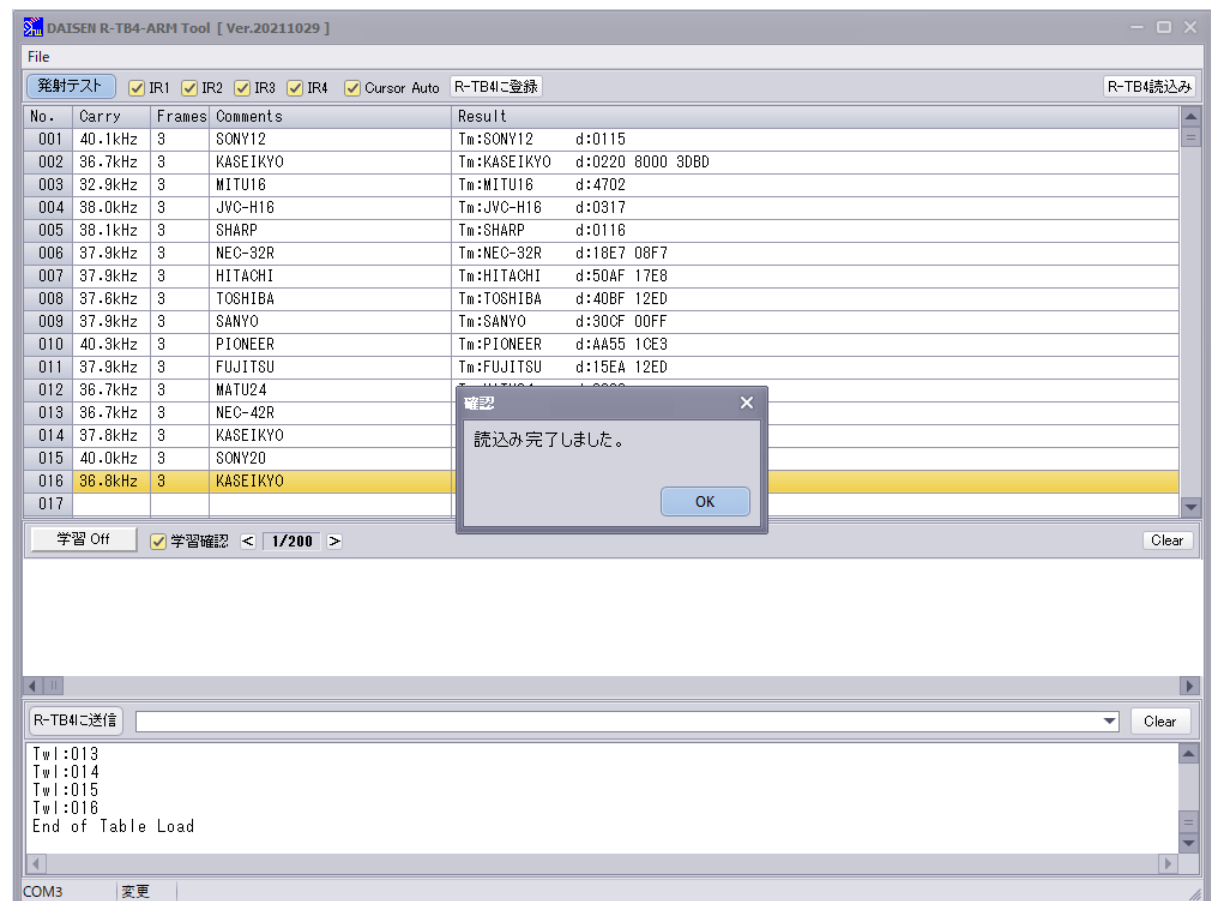 DAISEN R-TB4-ARM Tool [ Ver.20211029 ]
File
発射テスト IR1 IR2 IR3 IR4 Cursor Auto R-TB4に登録 R-TB4読込み
No. Carry Frames Comments Result
001 40.1kHz 3 SONY12 Tm:SONY12 d:0115
002 36.7kHz 3 KASEIKYO Tm:KASEIKYO d:0220 8000 3DBD
003 32.9kHz 3 MITU16 Tm:MITU16 d:4702
004 38.0kHz 3 JVC-H16 Tm:JVC-H16 d:0317
005 38.1kHz 3 SHARP Tm:SHARP d:0116
006 37.9kHz 3 NEC-32R Tm:NEC-32R d:18E7 08F7
007 37.9kHz 3 HITACHI Tm:HITACHI d:50AF 17E8
008 37.6kHz 3 TOSHIBA Tm:TOSHIBA d:40BF 12ED
009 37.9kHz 3 SANYO Tm:SANYO d:30CF 00FF
010 40.3kHz 3 PIONEER Tm:PIONEER d:AA55 1CE3
011 37.9kHz 3 FUJITSU Tm:FUJITSU d:15EA 12ED
012 36.7kHz 3 MATU24
013 36.7kHz 3 NEC-42R
014 37.8kHz 3 KASEIKYO
015 40.0kHz 3 SONY20
016 36.8kHz 3 KASEIKYO
017
確認
読込み完了しました。
OK
学習 Off 学習確認 < 1/200 > Clear
R-TB4に送信 Clear
Twl:013
Twl:014
Twl:015
Twl:016
End of Table Load
COM3 変更